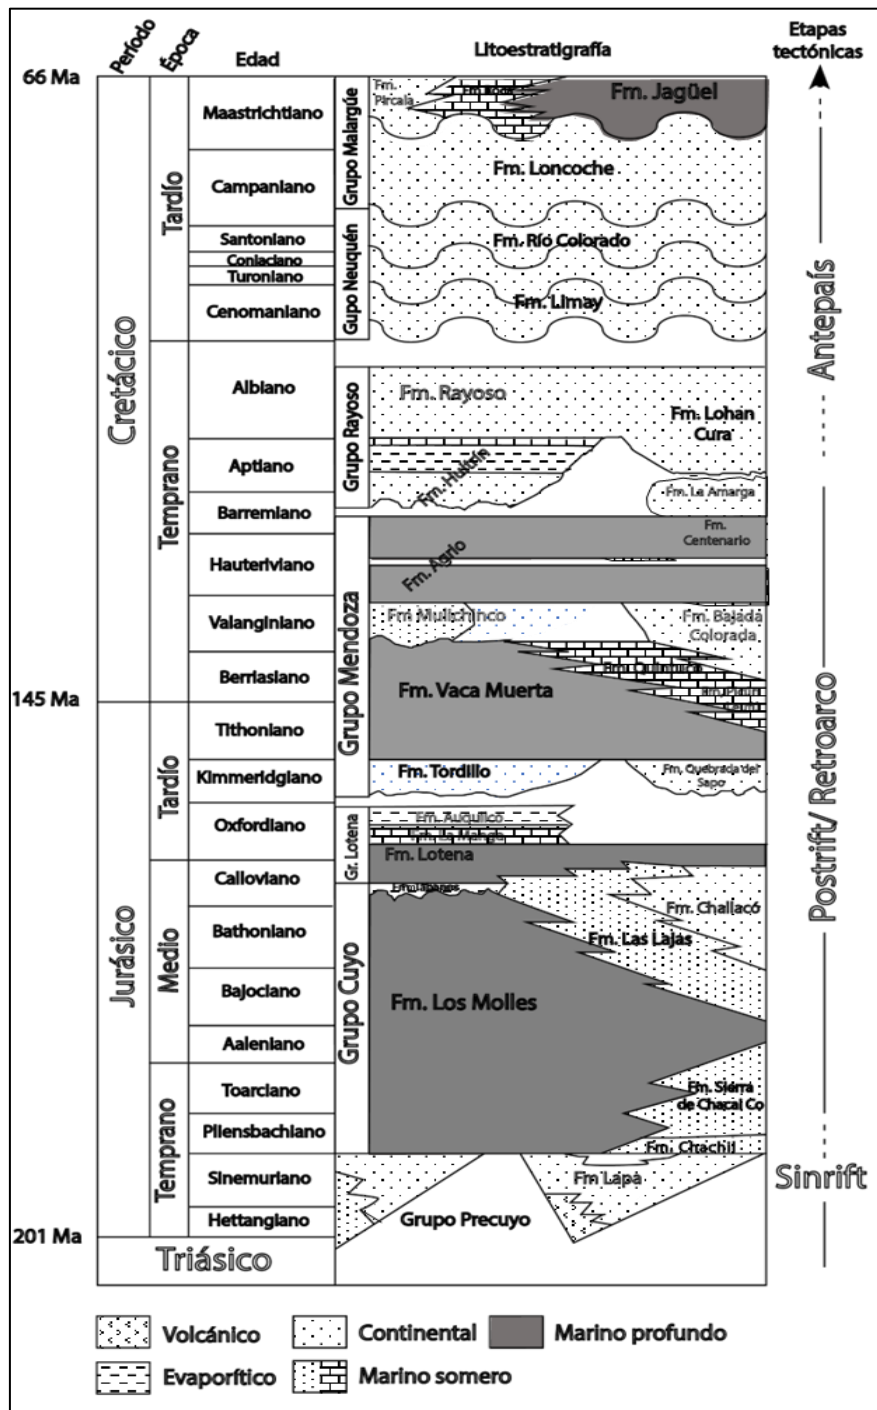 Período
Época
Edad
Litoestratigrafía
Etapas
tectónicas
66 Ma
145 Ma
201 Ma
Cretácico
Jurásico
Triásico
Tardío
Temprano
Tardío
Medio
Temprano
Maastrichtiano
Campaniano
Santoniano
Coniaciano
Turoniano
Cenomaniano
Albiano
Aptiano
Barremiano
Hauteriviano
Valanginiano
Berriasiano
Tithoniano
Kimmeridgiano
Oxfordiano
Calloviano
Bathoniano
Bajociano
Aaleniano
Toarciano
Pliensbachiano
Sinemuriano
Hettangiano
Grupo Malargüe
Gupo Neuquén
Grupo Rayoso
Grupo Mendoza
Gr. Lotena
Grupo Cuyo
Fm.
Pircala
Fm. Roca
Fm. Jagüel
Fm. Loncoche
Fm. Río Colorado
Fm. Limay
Fm. Rayoso
Fm. Lohan
Cura
Fm. Huitrín
Fm. La Amarga
Fm.
Centenario
Fm. Agrio
Fm Mulichinco
Fm. Bajada
Colorada
Fm. Quintuco
Fm. Vaca Muerta
Fm. Picún
Fm. Tordillo
Fm. Quebrada del
Sapo
Fm. Auquilco
Fm. La Manga
Fm. Lotena
Fm. Challacó
Fm. Las Lajas
Fm. Los Molles
Fm. Sierra
de Chacai Co
Fm. Chachil
Fm Lapa
Grupo Precuyo
Antepaís
Postrift/ Retroarco
Sinrift
Volcánico
Continental
Marino profundo
Evaporítico
Marino somero